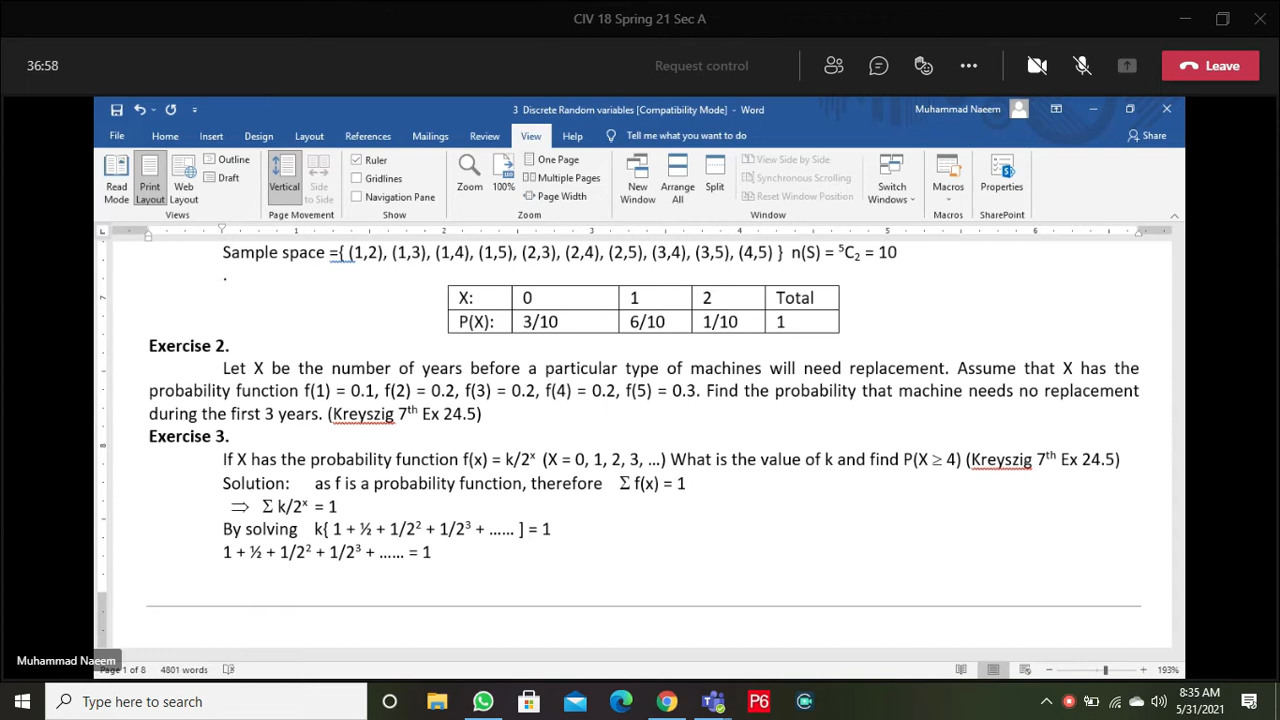 CIV 18 Spring 21 Sec A
36:58
Request control
Leave
3 Discrete Random variables [Compatibility Mode] - Word
Muhammad Naeem
File Home Insert Design Layout References Mailings Review View Help Tell me what you want to do Share
Read Mode
Print Layout
Web Layout
Outline
Draft
Views
Vertical
Side to Side
Page Movement
Ruler
Gridlines
Navigation Pane
Show
Zoom
100%
One Page
Multiple Pages
Page Width
Zoom
New Window
Arrange All
Split
View Side by Side
Synchronous Scrolling
Reset Window Position
Window
Switch Windows
Macros
Macros
Properties
SharePoint
1 2 3 4 5 6
7
8
Sample space ={ (1,2), (1,3), (1,4), (1,5), (2,3), (2,4), (2,5), (3,4), (3,5), (4,5) } n(S) = ⁵C₂ = 10
.
X: 0 1 2 Total
P(X): 3/10 6/10 1/10 1
Exercise 2.
Let X be the number of years before a particular type of machines will need replacement. Assume that X has the
probability function f(1) = 0.1, f(2) = 0.2, f(3) = 0.2, f(4) = 0.2, f(5) = 0.3. Find the probability that machine needs no replacement
during the first 3 years. (Kreyszig 7th Ex 24.5)
Exercise 3.
If X has the probability function f(x) = k/2ˣ (X = 0, 1, 2, 3, ...) What is the value of k and find P(X ≥ 4) (Kreyszig 7th Ex 24.5)
Solution: as f is a probability function, therefore Σ f(x) = 1
⇒ Σ k/2ˣ = 1
By solving k{ 1 + ½ + 1/2² + 1/2³ + ...... ] = 1
1 + ½ + 1/2² + 1/2³ + ...... = 1
Muhammad Naeem
Page 1 of 8 4801 words
193%
Type here to search
P6
8:35 AM
5/31/2021